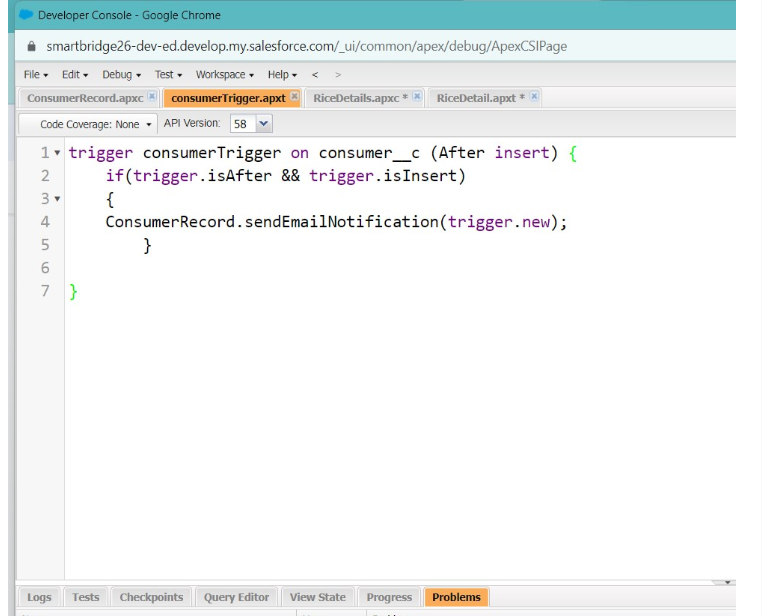 Developer Console - Google Chrome
smartbridge26-dev-ed.develop.my.salesforce.com/_ui/common/apex/debug/ApexCSIPage
File Edit Debug Test Workspace Help < >
ConsumerRecord.apxc consumerTrigger.apxt RiceDetails.apxc * RiceDetail.apxt *
Code Coverage: None API Version: 58
1 trigger consumerTrigger on consumer__c (After insert) {
2 if(trigger.isAfter && trigger.isInsert)
3 {
4 ConsumerRecord.sendEmailNotification(trigger.new);
5 }
6
7 }
Logs Tests Checkpoints Query Editor View State Progress Problems